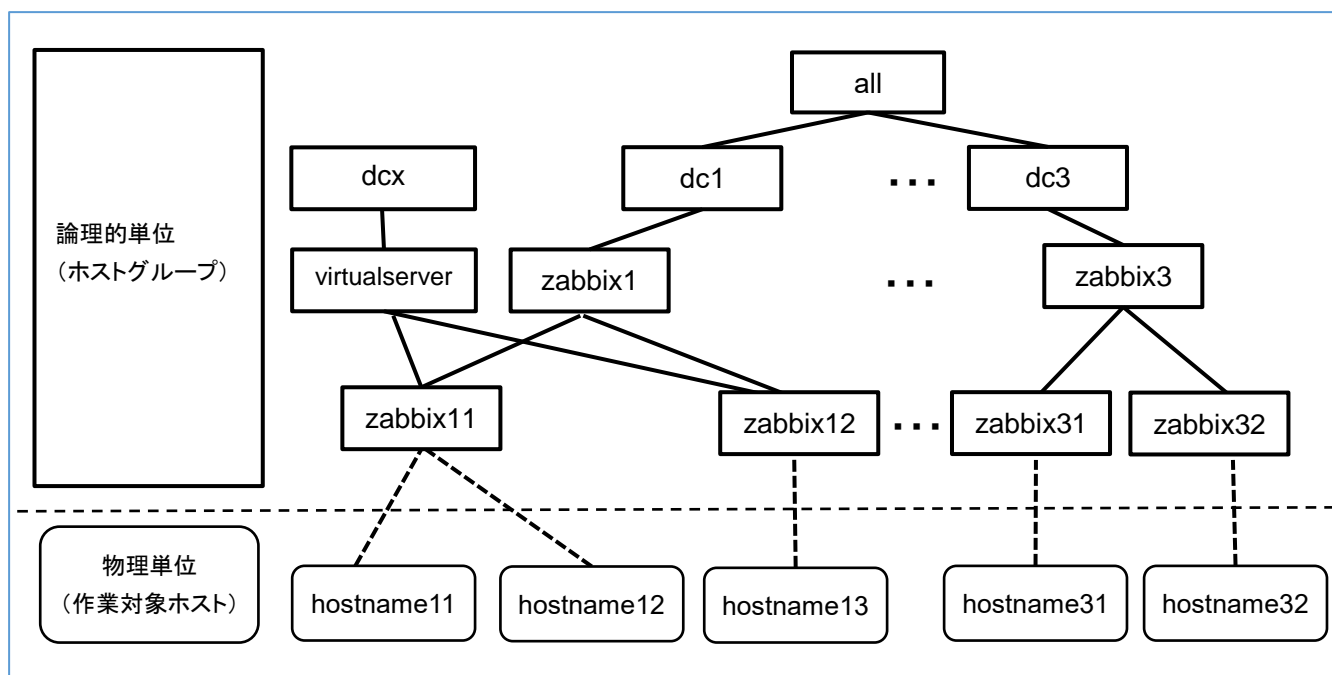 all
dcx
dc1
...
dc3
論理的単位
（ホストグループ）
virtualserver
zabbix1
...
zabbix3
zabbix11
zabbix12
...
zabbix31
zabbix32
物理単位
（作業対象ホスト）
hostname11
hostname12
hostname13
hostname31
hostname32